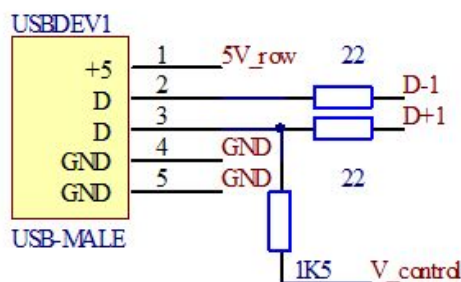 USBDEV1
+5 1 5V_row
D 2 22 D-1
D 3 D+1
GND 4 GND
GND 5 GND 22
USB-MALE
1K5 V_control